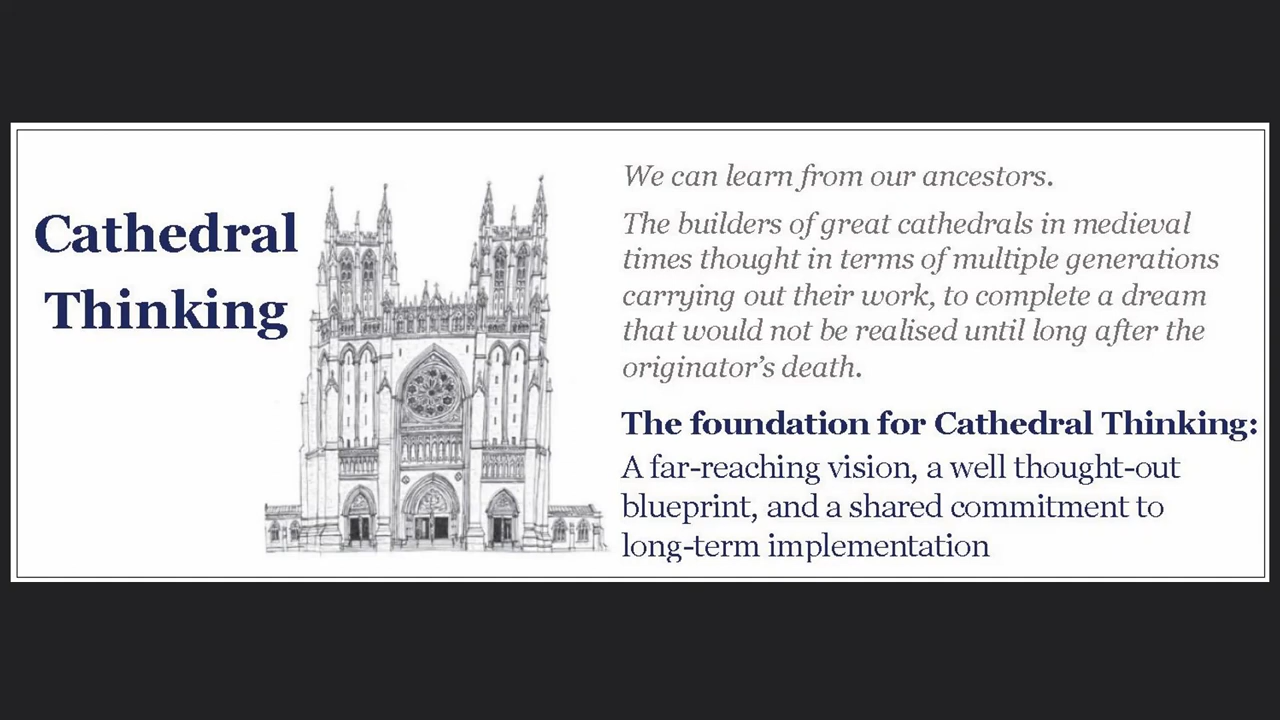 Cathedral
Thinking
We can learn from our ancestors.
The builders of great cathedrals in medieval
times thought in terms of multiple generations
carrying out their work, to complete a dream
that would not be realised until long after the
originator’s death.
The foundation for Cathedral Thinking:
A far-reaching vision, a well thought-out
blueprint, and a shared commitment to
long-term implementation